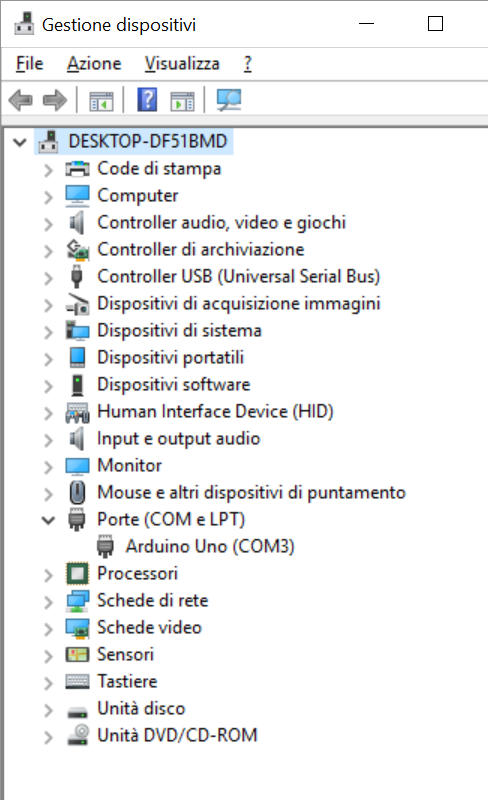 Gestione dispositivi
File Azione Visualizza ?
DESKTOP-DF51BMD
Code di stampa
Computer
Controller audio, video e giochi
Controller di archiviazione
Controller USB (Universal Serial Bus)
Dispositivi di acquisizione immagini
Dispositivi di sistema
Dispositivi portatili
Dispositivi software
Human Interface Device (HID)
Input e output audio
Monitor
Mouse e altri dispositivi di puntamento
Porte (COM e LPT)
Arduino Uno (COM3)
Processori
Schede di rete
Schede video
Sensori
Tastiere
Unità disco
Unità DVD/CD-ROM